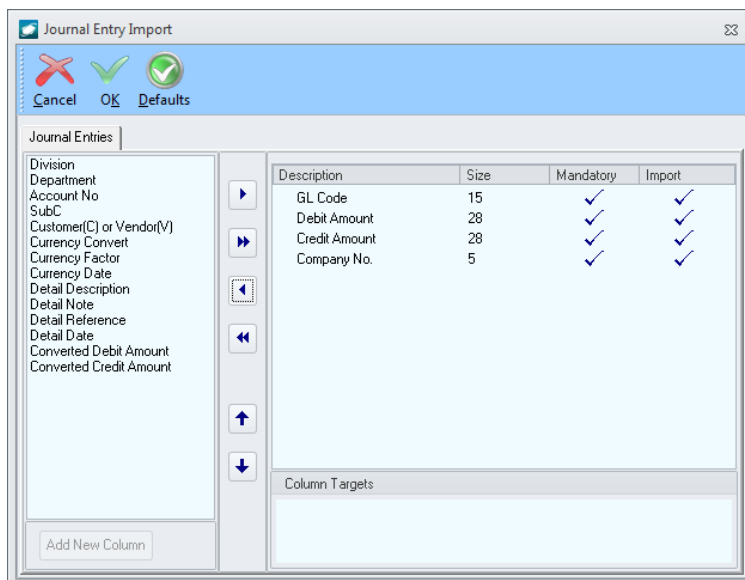 Journal Entry Import
Cancel OK Defaults
Journal Entries
Division
Department
Account No
SubC
Customer(C) or Vendor(V)
Currency Convert
Currency Factor
Currency Date
Detail Description
Detail Note
Detail Reference
Detail Date
Converted Debit Amount
Converted Credit Amount
Add New Column
Description Size Mandatory Import
GL Code 15
Debit Amount 28
Credit Amount 28
Company No. 5
Column Targets